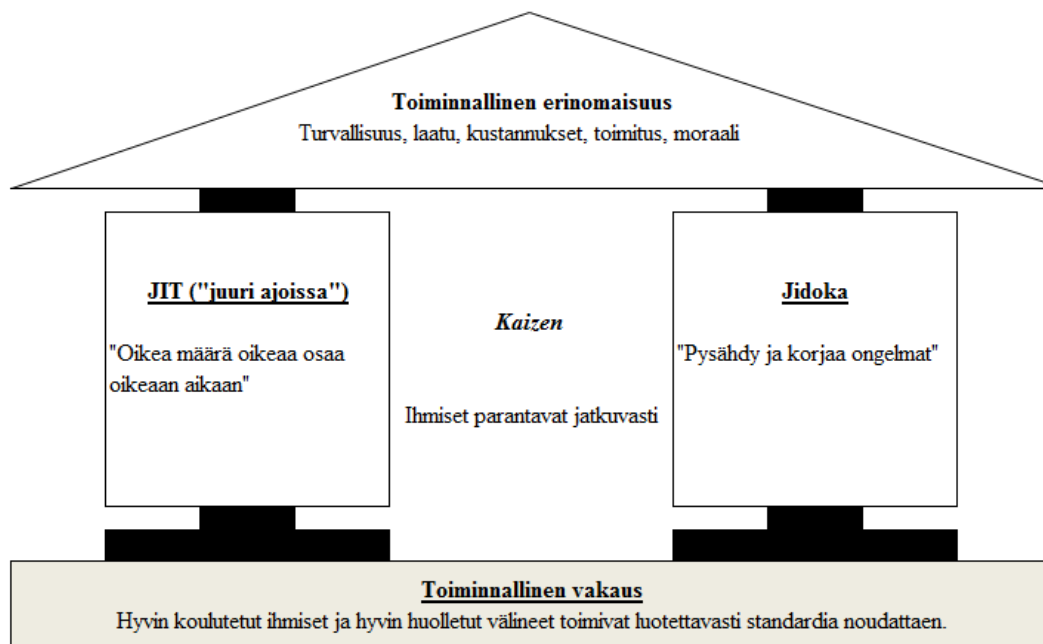 Toiminnallinen erinomaisuus
Turvallisuus, laatu, kustannukset, toimitus, moraali
JIT ("juuri ajoissa")
"Oikea määrä oikeaa osaa
oikeaan aikaan"
Kaizen
Ihmiset parantavat jatkuvasti
Jidoka
"Pysähdy ja korjaa ongelmat"
Toiminnallinen vakaus
Hyvin koulutetut ihmiset ja hyvin huolletut välineet toimivat luotettavasti standardia noudattaen.